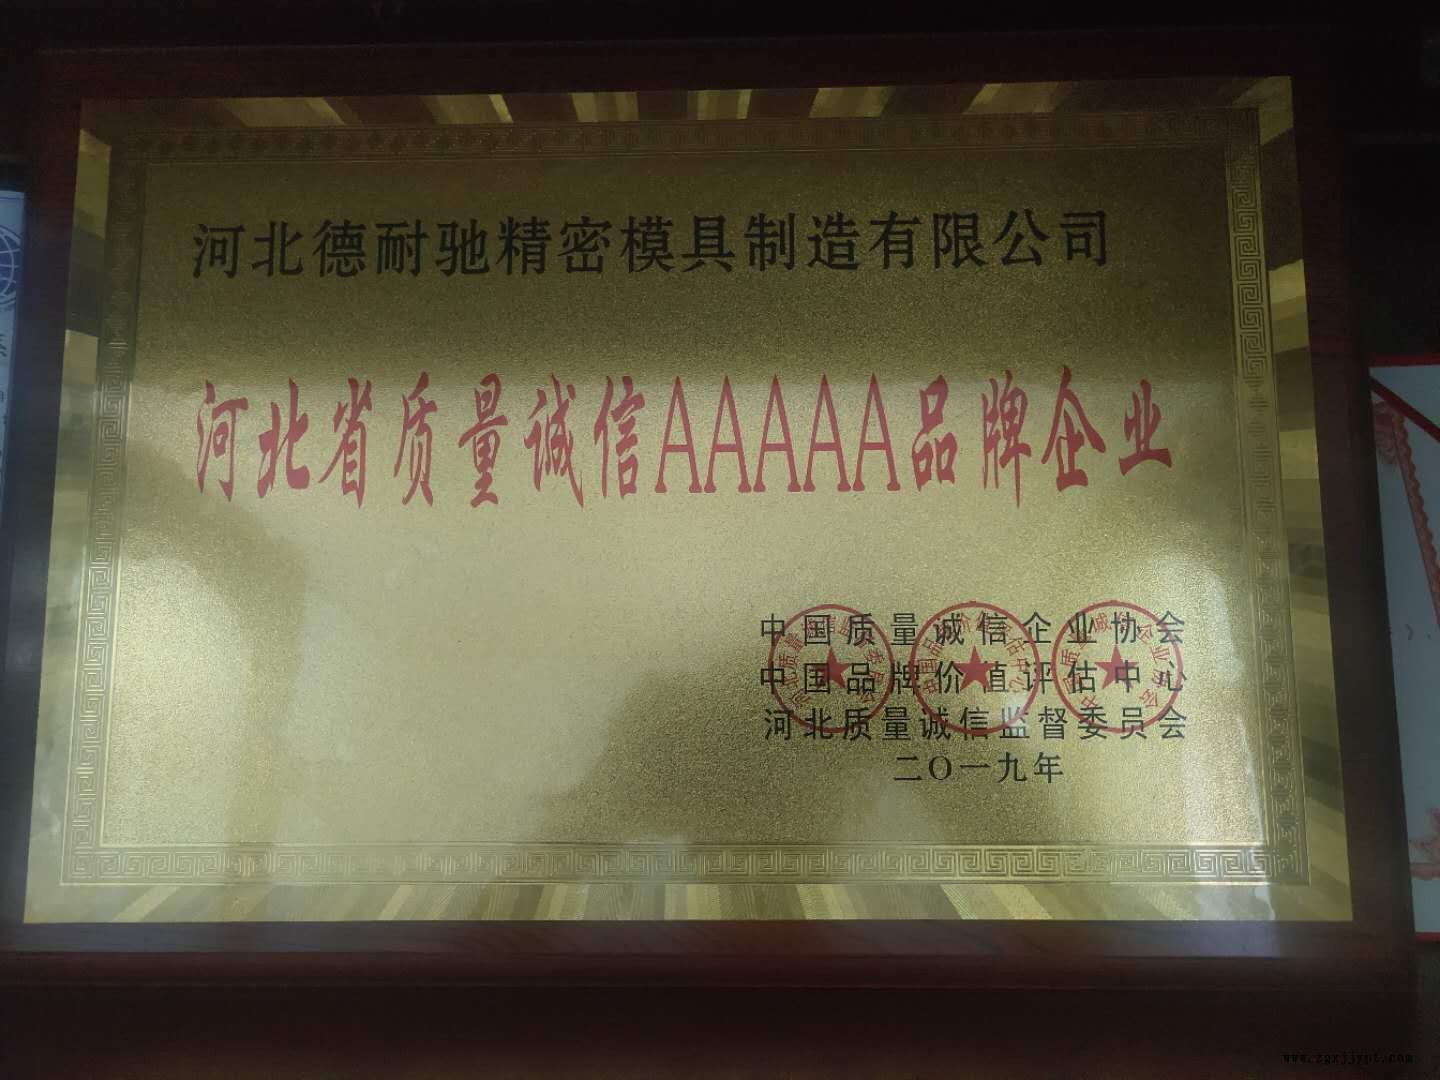 河北德耐驰精密模具制造有限公司
河北省质量诚信AAAAA品牌企业
中国质量诚信企业协会
中国品牌价值评估中心
河北质量诚信监督委员会
二〇一九年